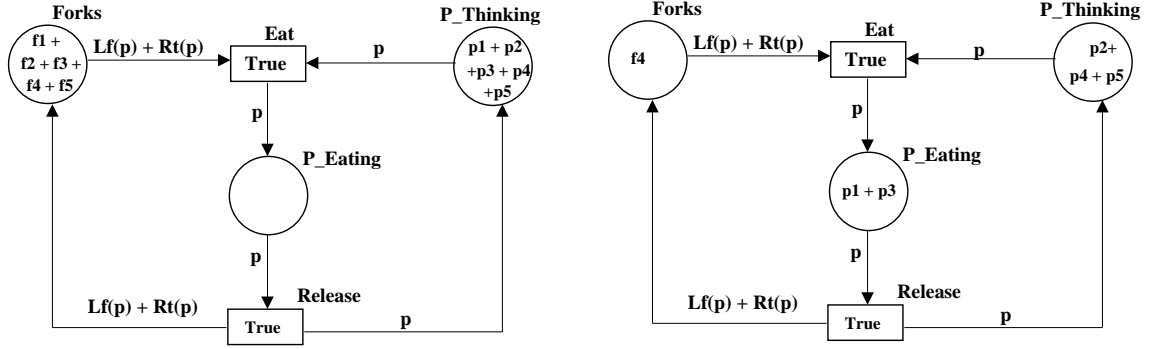 Forks
P_Thinking
f1 +
f2 + f3 +
f4 + f5
Lf(p) + Rt(p)
Eat
True
p
p1 + p2
+p3 + p4
+p5
p
P_Eating
p
Release
Lf(p) + Rt(p)
True
p
Forks
P_Thinking
f4
Lf(p) + Rt(p)
Eat
True
p
p2+
p4 + p5
p
P_Eating
p1 + p3
p
Release
Lf(p) + Rt(p)
True
p